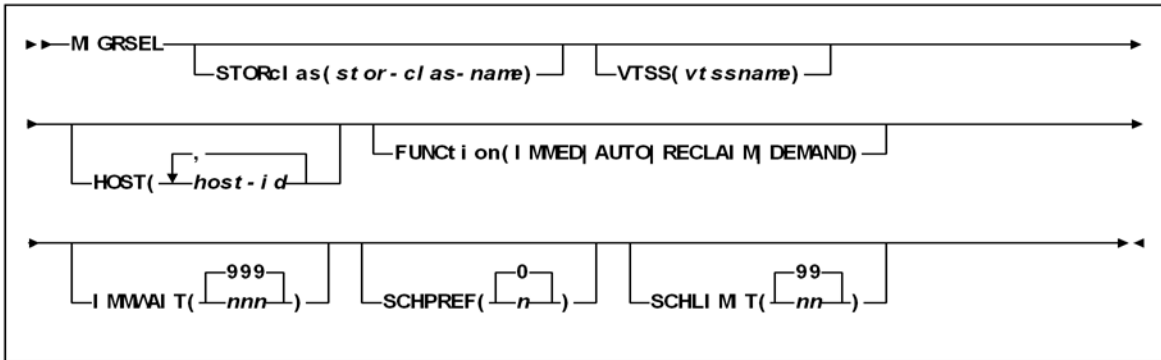 MIGRSEL
STORclas(stor-clas-name)
VTSS(vtssname)
,
HOST( host-id
FUNCtion(IMMED|AUTO|RECLAIM|DEMAND)
999
IMMWAIT( nnn )
0
SCHPREF( n )
99
SCHLIMIT( nn )